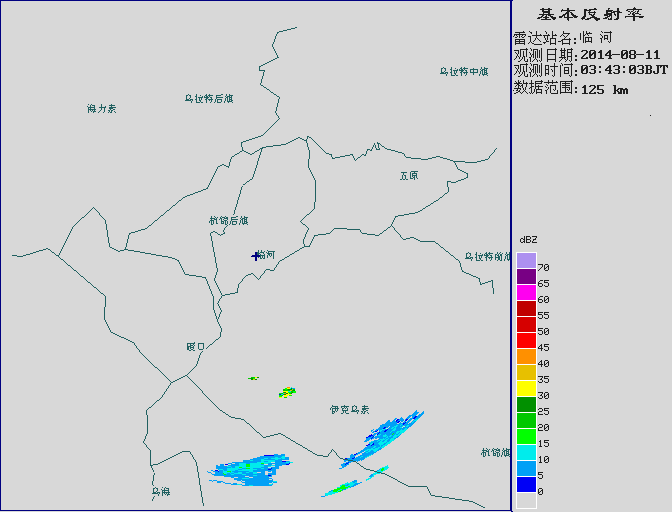 基本反射率
雷达站名:临 河
观测日期:2014-08-11
观测时间:03:43:03BJT
数据范围:125 km
乌拉特中旗
乌拉特后旗
海力素
五原
杭锦后旗
临河
乌拉特前旗
伊克乌素
杭锦旗
乌海
dBZ
70
65
60
55
50
45
40
35
30
25
20
15
10
5
0